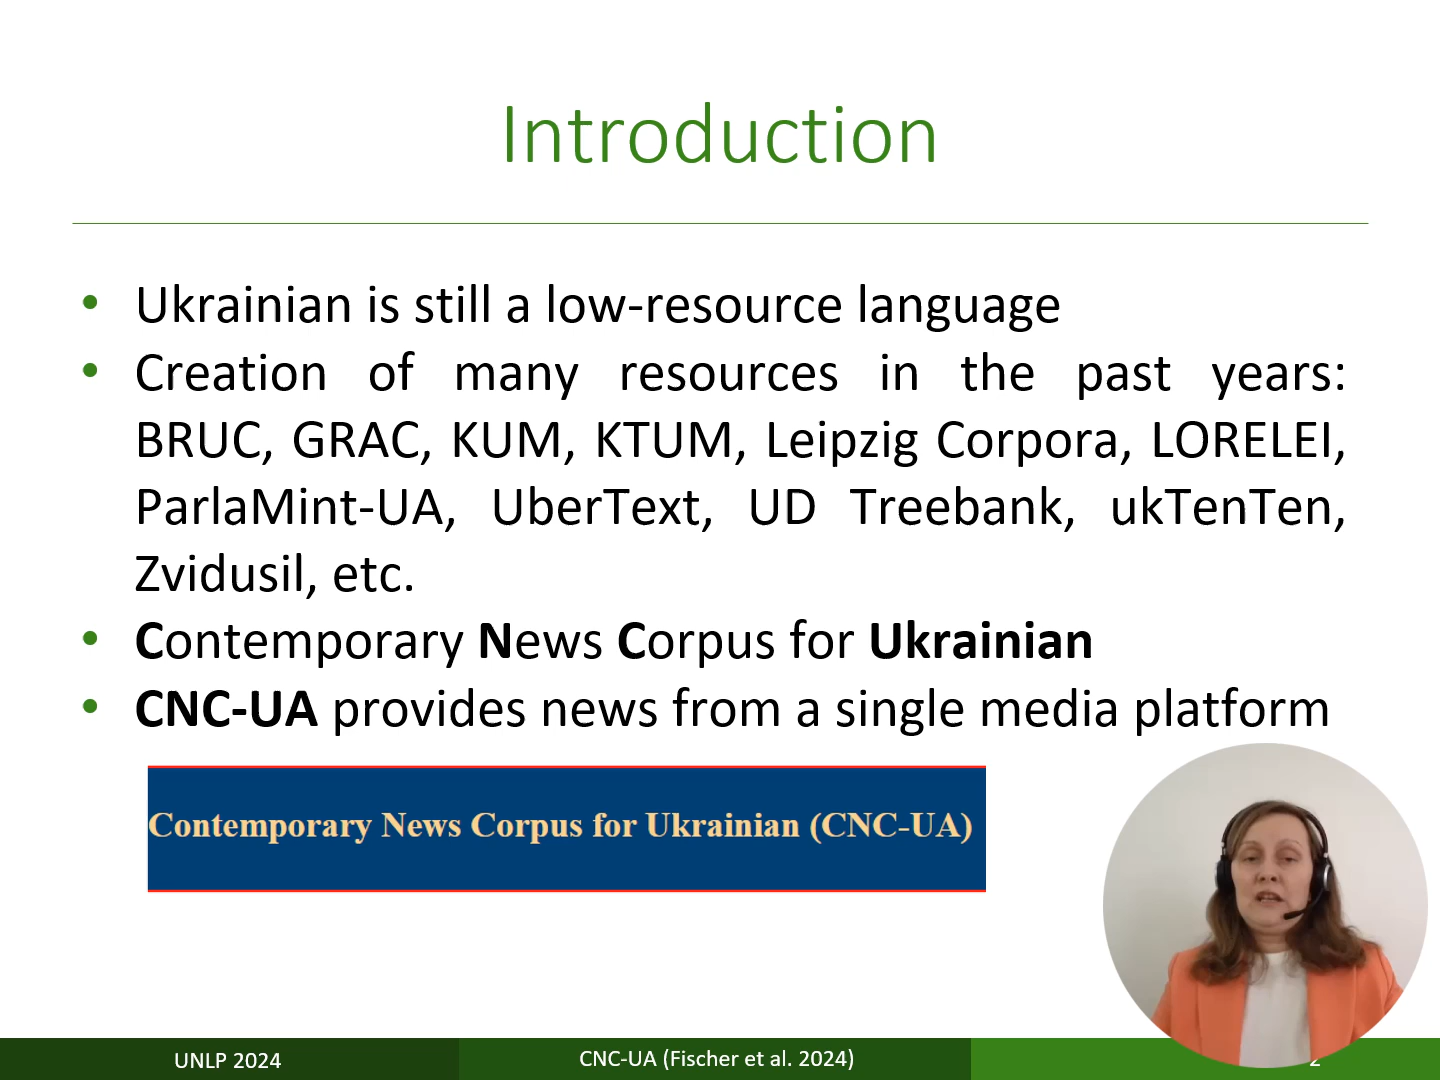 Introduction
• Ukrainian is still a low-resource language
• Creation of many resources in the past years:
BRUC, GRAC, KUM, KTUM, Leipzig Corpora, LORELEI,
ParlaMint-UA, UberText, UD Treebank, ukTenTen,
Zvidusil, etc.
• Contemporary News Corpus for Ukrainian
• CNC-UA provides news from a single media platform
Contemporary News Corpus for Ukrainian (CNC-UA)
UNLP 2024
CNC-UA (Fischer et al. 2024)
2